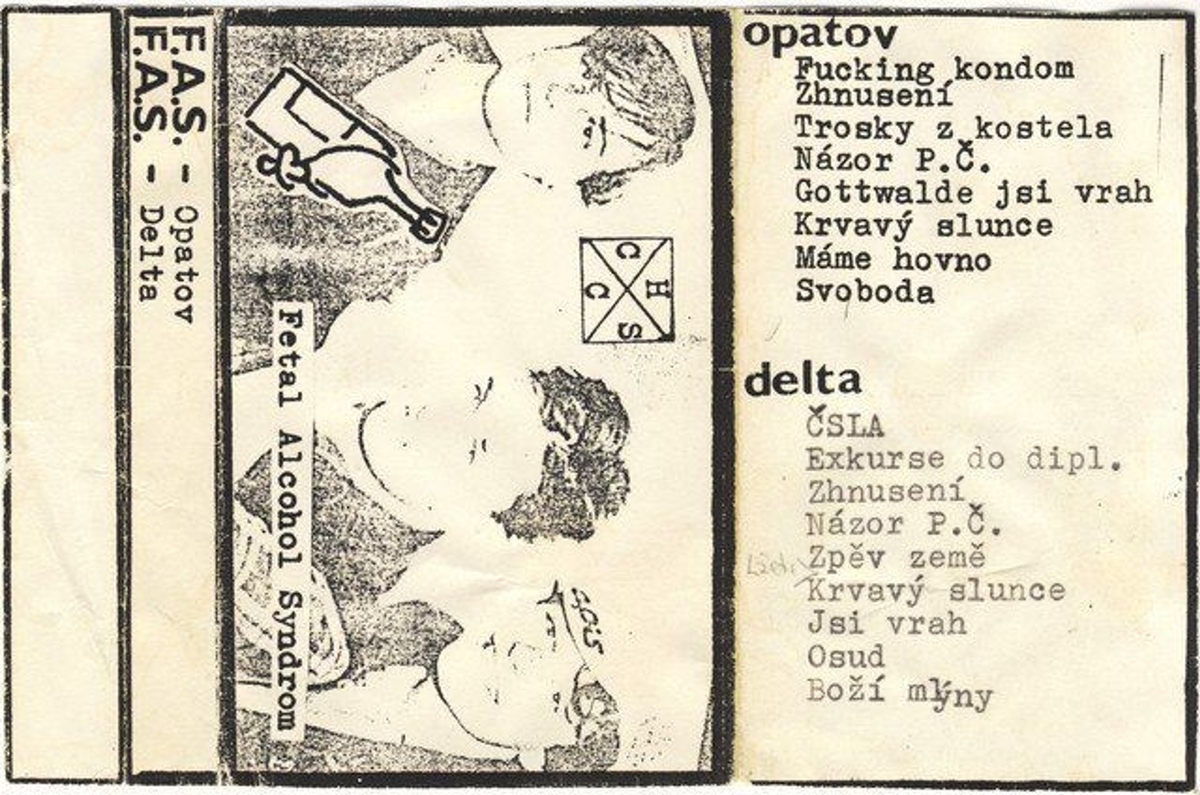 F.A.S. - Opatov
F.A.S. - Delta
C H
C S
Fetal Alcohol Syndrom
opatov
Fucking kondom
Zhnusení
Trosky z kostela
Názor P.Č.
Gottwalde jsi vrah
Krvavý slunce
Máme hovno
Svoboda
delta
ČSLA
Exkurse do dipl.
Zhnusení
Názor P.Č.
Zpěv země
Krvavý slunce
Jsi vrah
Osud
Boží mlýny